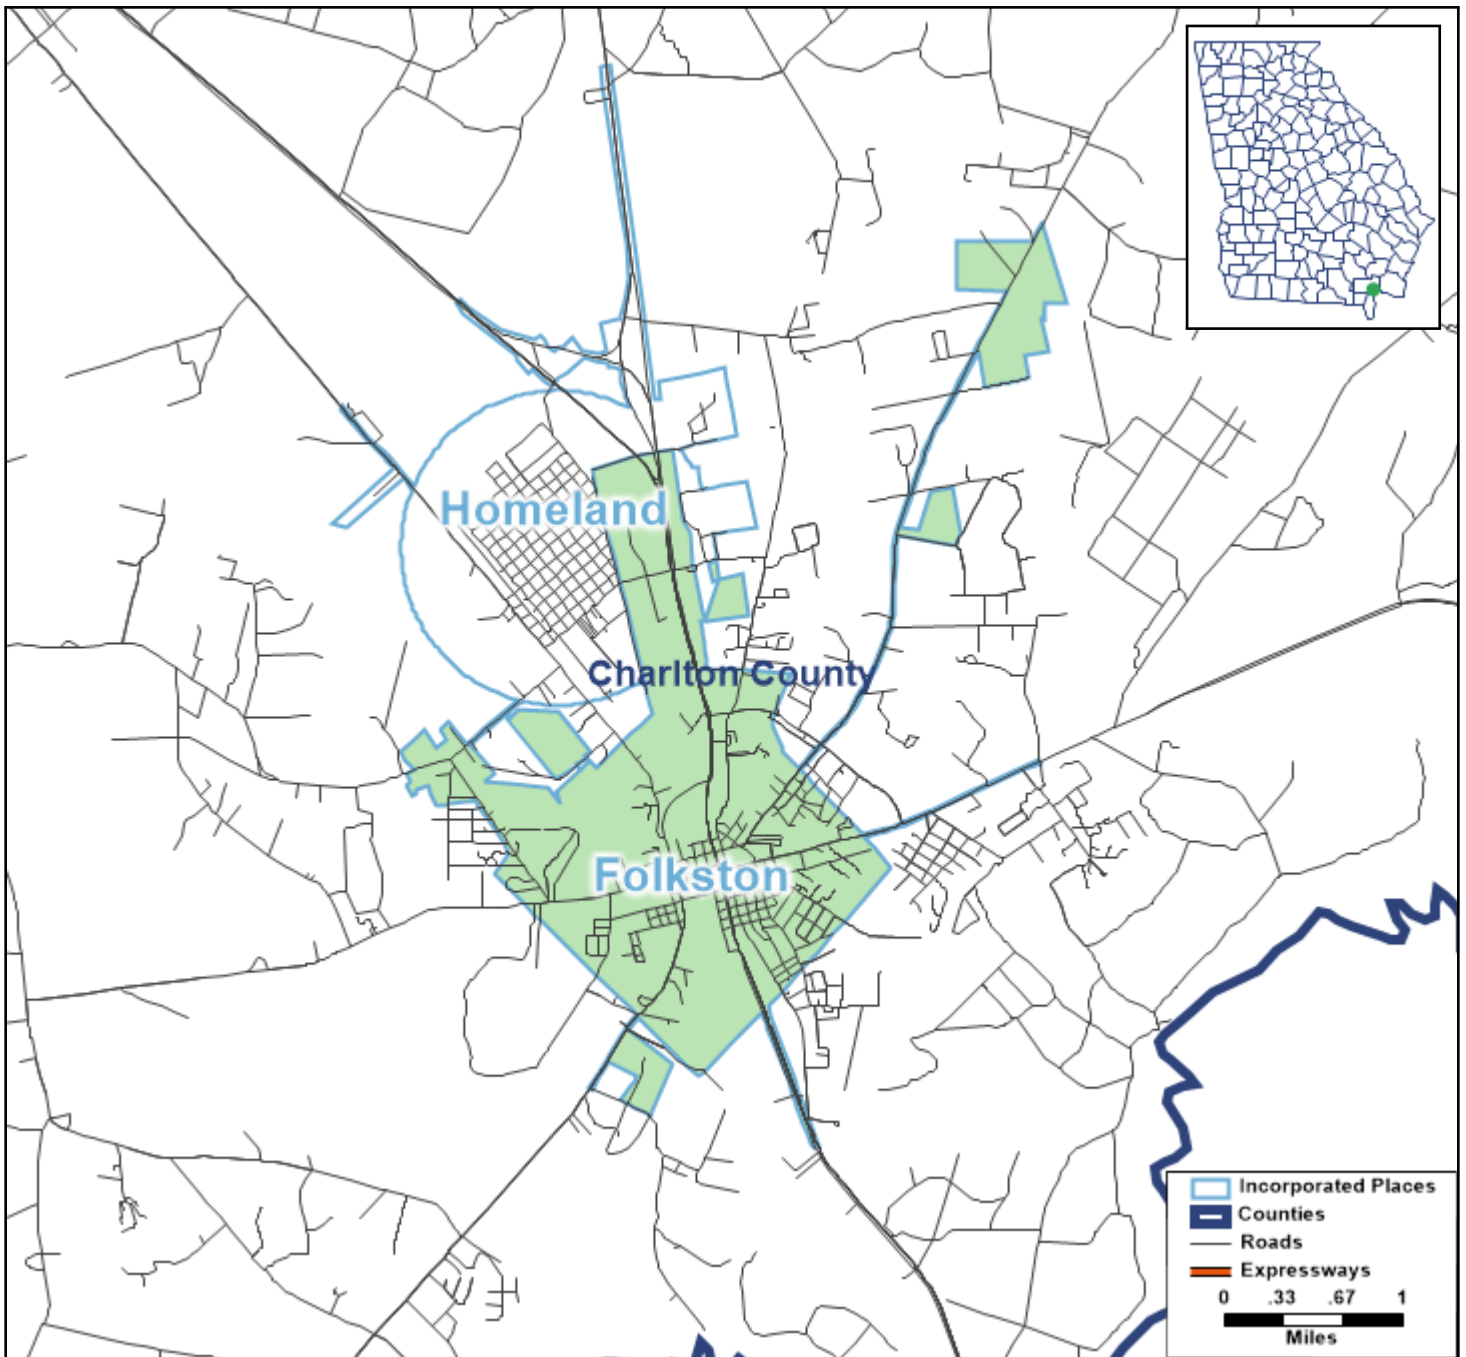 Homeland
Charlton County
Folkston
Incorporated Places
Counties
Roads
Expressways
0 .33 .67 1
Miles